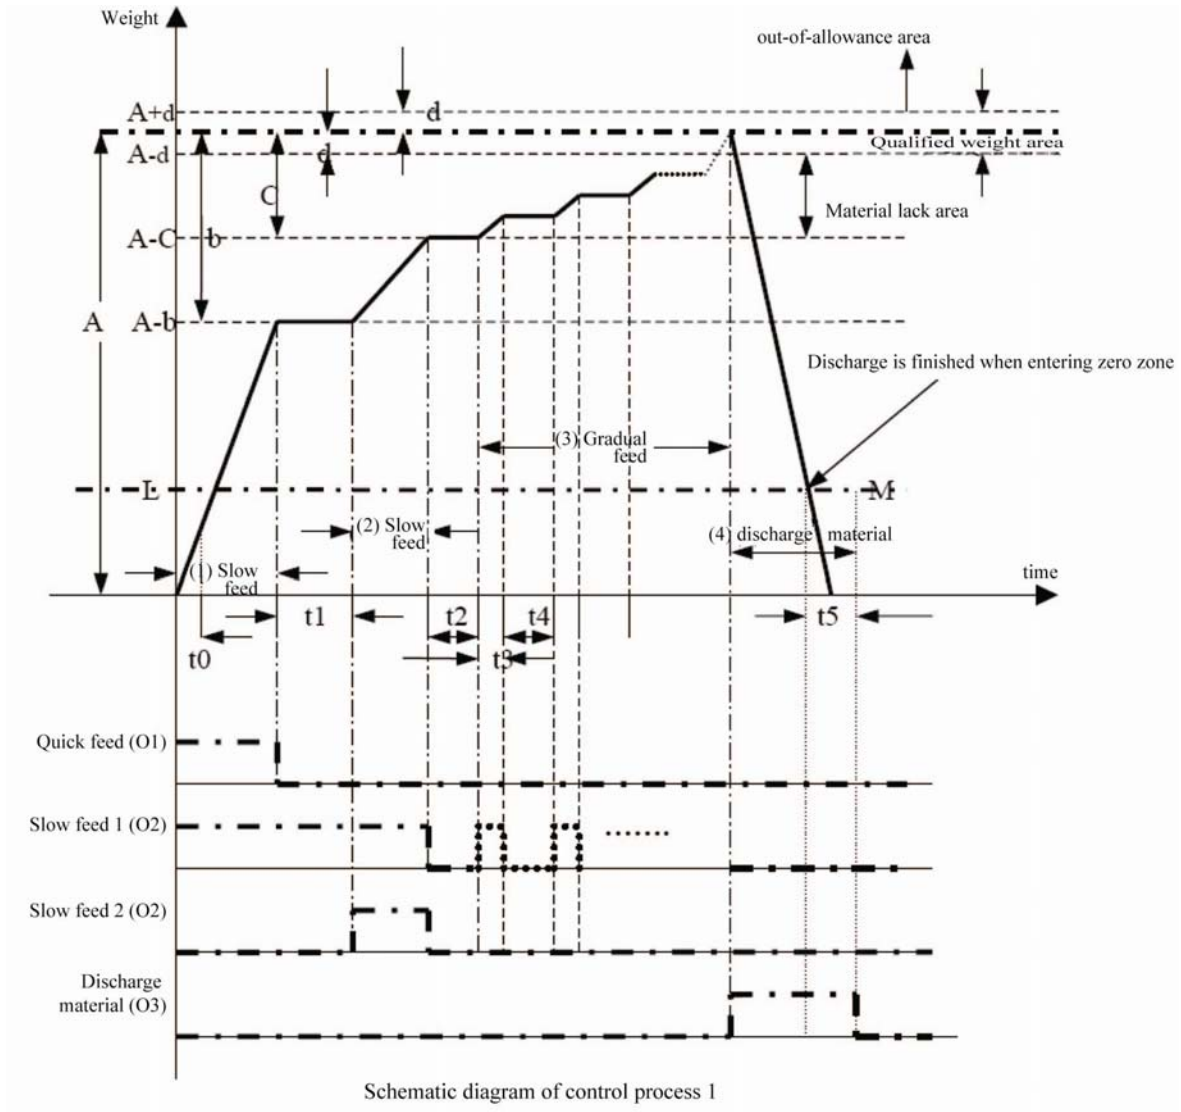 Weight
out-of-allowance area
A+d
d
A-d
d
Qualified weight area
C
Material lack area
A-C
b
A
A-b
Discharge is finished when entering zero zone
(3) Gradual
feed
L
M
(2) Slow
feed
(4) discharge material
(1) Slow
feed
time
t1
t2
t4
t5
t0
t3
Quick feed (O1)
Slow feed 1 (O2)
Slow feed 2 (O2)
Discharge
material (O3)
Schematic diagram of control process 1